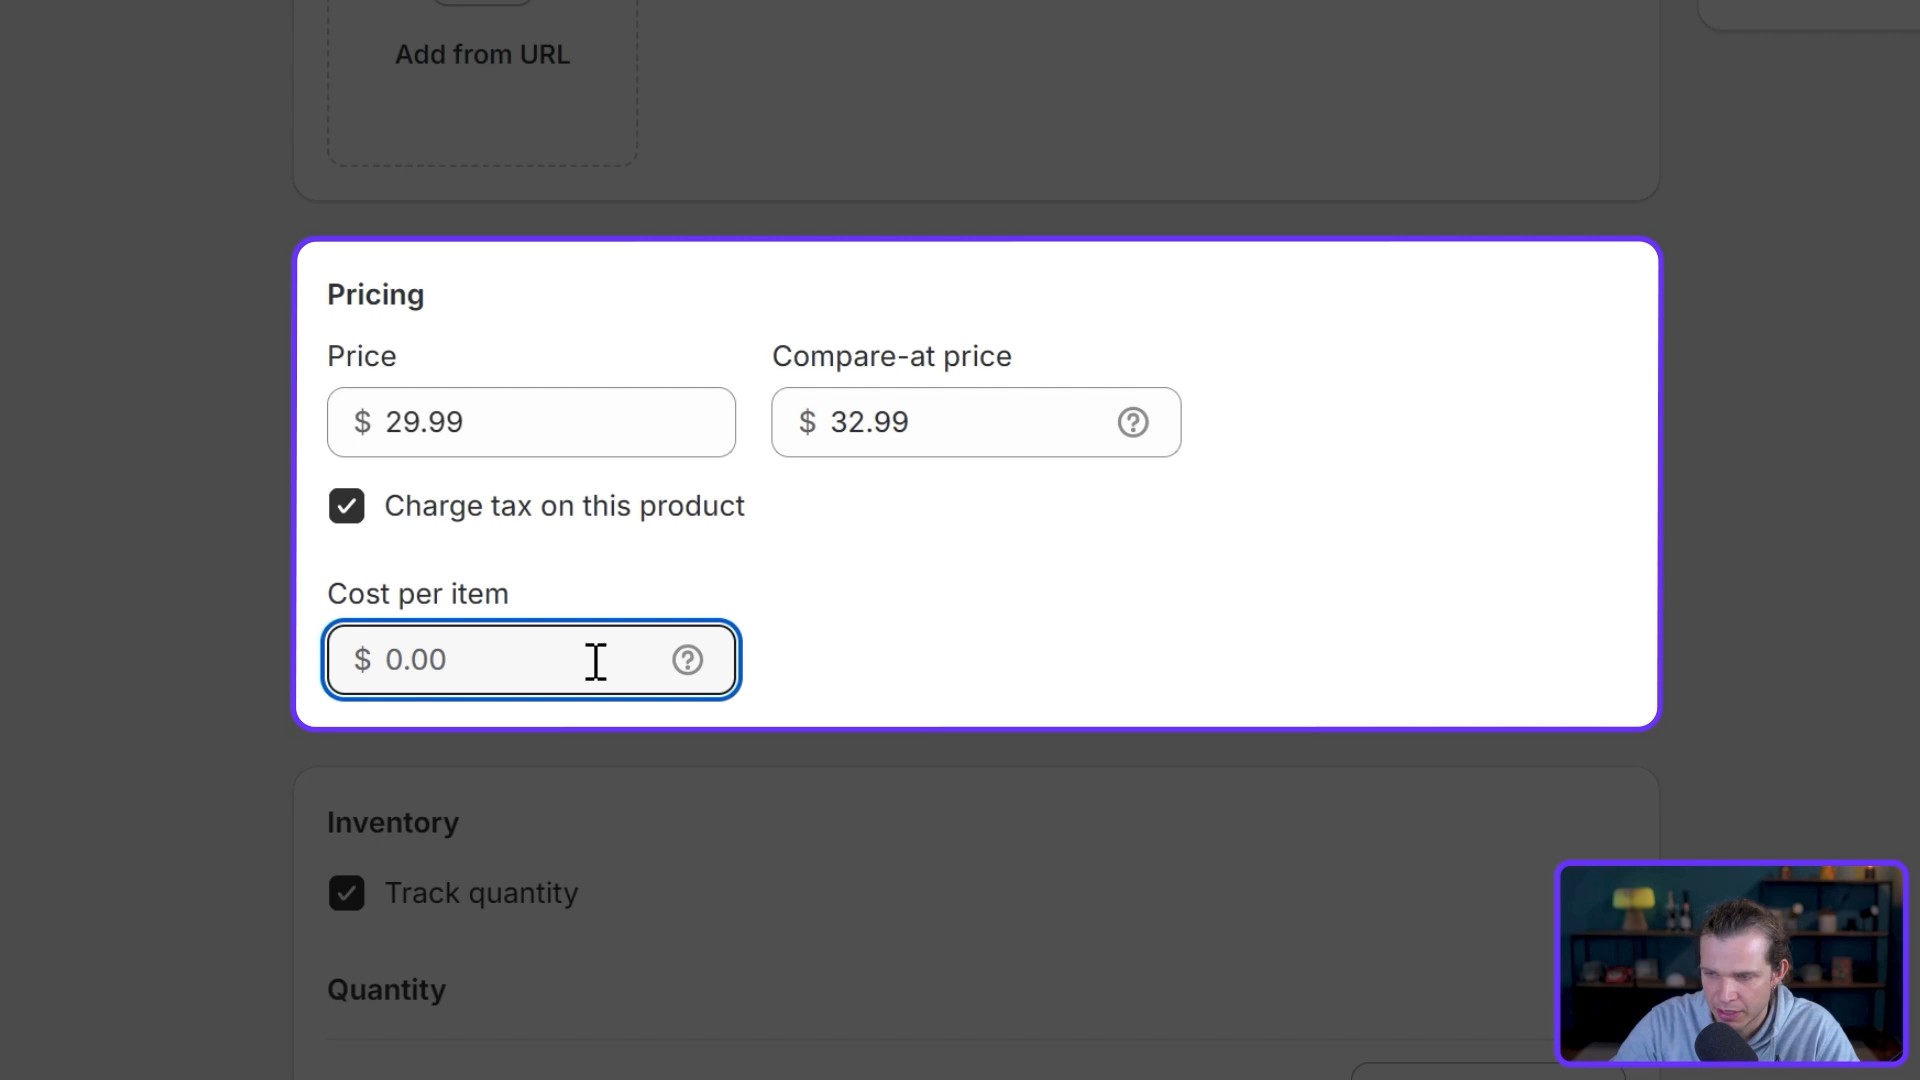 Add from URL
Pricing
Price
Compare-at price
$ 29.99
$ 32.99
Charge tax on this product
Cost per item
$ 0.00
Inventory
Track quantity
Quantity